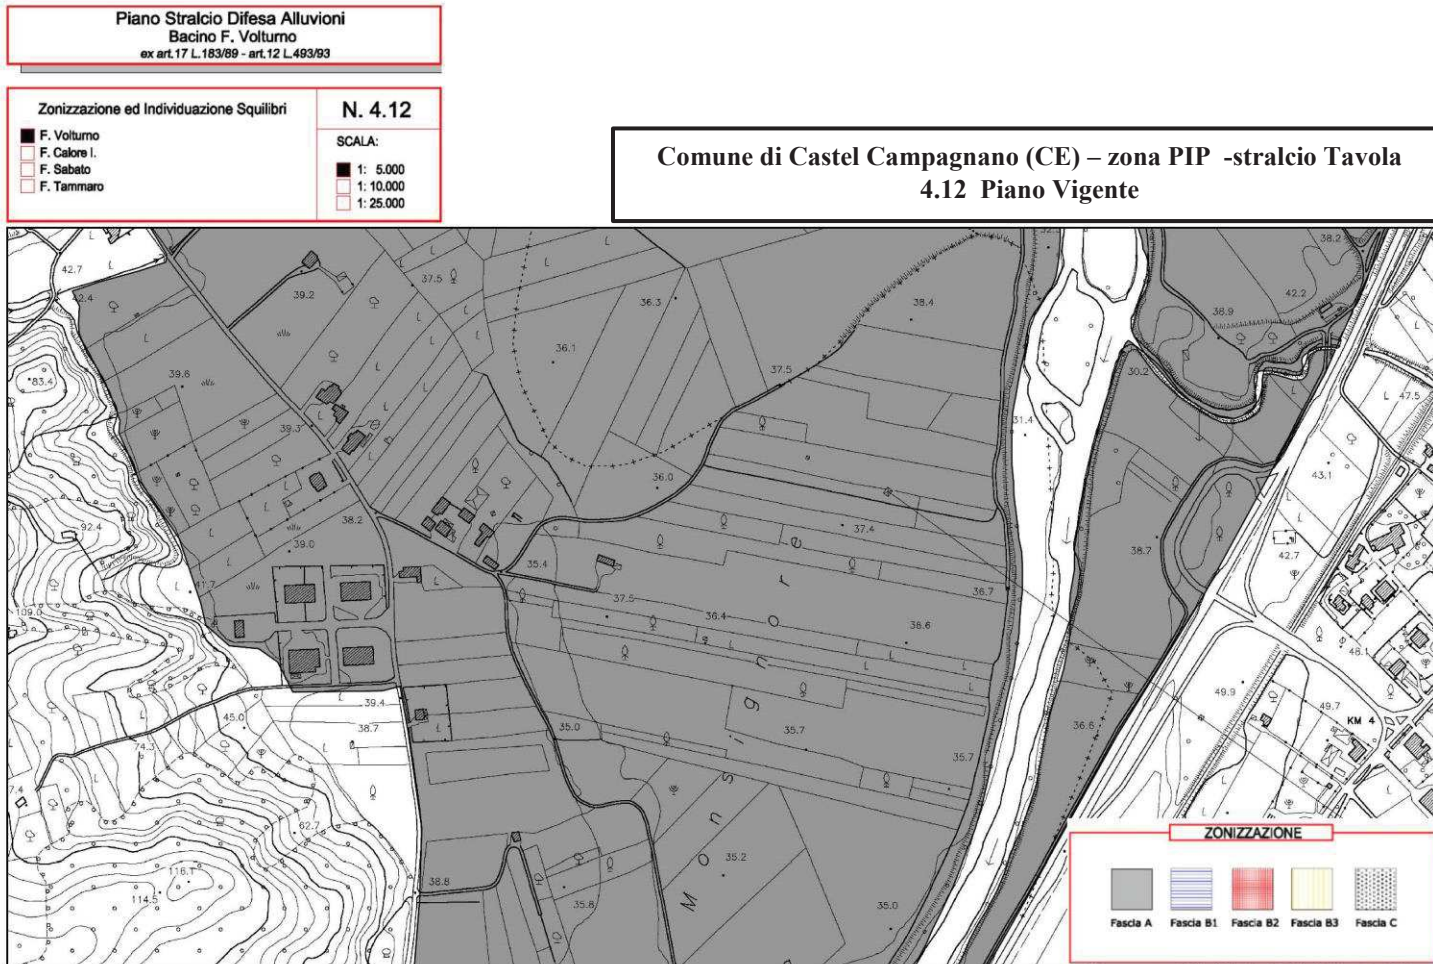 Piano Stralcio Difesa Alluvioni
Bacino F. Volturno
ex art.17 L.183/89 - art.12 L.493/93
Zonizzazione ed Individuazione Squilibri
F. Volturno
F. Calore I.
F. Sabato
F. Tammaro
N. 4.12
SCALA:
1: 5.000
1: 10.000
1: 25.000
Comune di Castel Campagnano (CE) – zona PIP -stralcio Tavola
4.12 Piano Vigente
42.7
39.2
37.5
36.3
38.4
38.2
42.2
38.9
42.4
36.1
39.6
37.5
30.2
83.4
47.5
39.3
31.4
36.0
43.1
92.4
38.2
37.4
39.0
38.7
42.7
35.4
41.7
36.7
109.0
37.5
36.4
38.6
48.1
49.9
39.4
45.0
38.7
35.0
35.7
36.6
49.7
KM 4
74.3
35.7
7.4
62.7
116.1
35.2
114.5
38.8
35.8
35.0
M o n s i g n o r e
ZONIZZAZIONE
Fascia A
Fascia B1
Fascia B2
Fascia B3
Fascia C